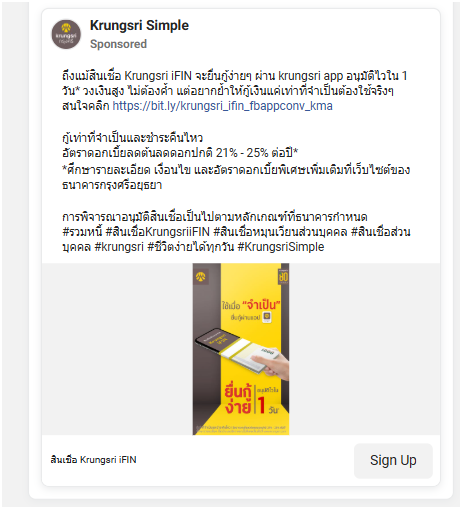 Krungsri Simple
Sponsored
krungsri
กรุงศรี
ถึงแม้สินเชื่อ Krungsri iFIN จะยื่นกู้ง่ายๆ ผ่าน krungsri app อนุมัติไวใน 1
วัน* วงเงินสูง ไม่ต้องค้ำ แต่อยากย้ำให้กู้เงินแค่เท่าที่จำเป็นต้องใช้จริงๆ
สนใจคลิก https://bit.ly/krungsri_ifin_fbappconv_kma
กู้เท่าที่จำเป็นและชำระคืนไหว
อัตราดอกเบี้ยลดต้นลดดอกปกติ 21% - 25% ต่อปี*
*ศึกษารายละเอียด เงื่อนไข และอัตราดอกเบี้ยพิเศษเพิ่มเติมที่เว็บไซต์ของ
ธนาคารกรุงศรีอยุธยา
การพิจารณาอนุมัติสินเชื่อเป็นไปตามหลักเกณฑ์ที่ธนาคารกำหนด
#รวมหนี้ #สินเชื่อKrungsriiFIN #สินเชื่อหมุนเวียนส่วนบุคคล #สินเชื่อส่วน
บุคคล #krungsri #ชีวิตง่ายได้ทุกวัน #KrungsriSimple
ใช้เมื่อ "จำเป็น"
ยื่นกู้ผ่านแอป
ยื่นกู้
ง่าย
อนุมัติไวใน
1 วัน
สินเชื่อ Krungsri iFIN
Sign Up